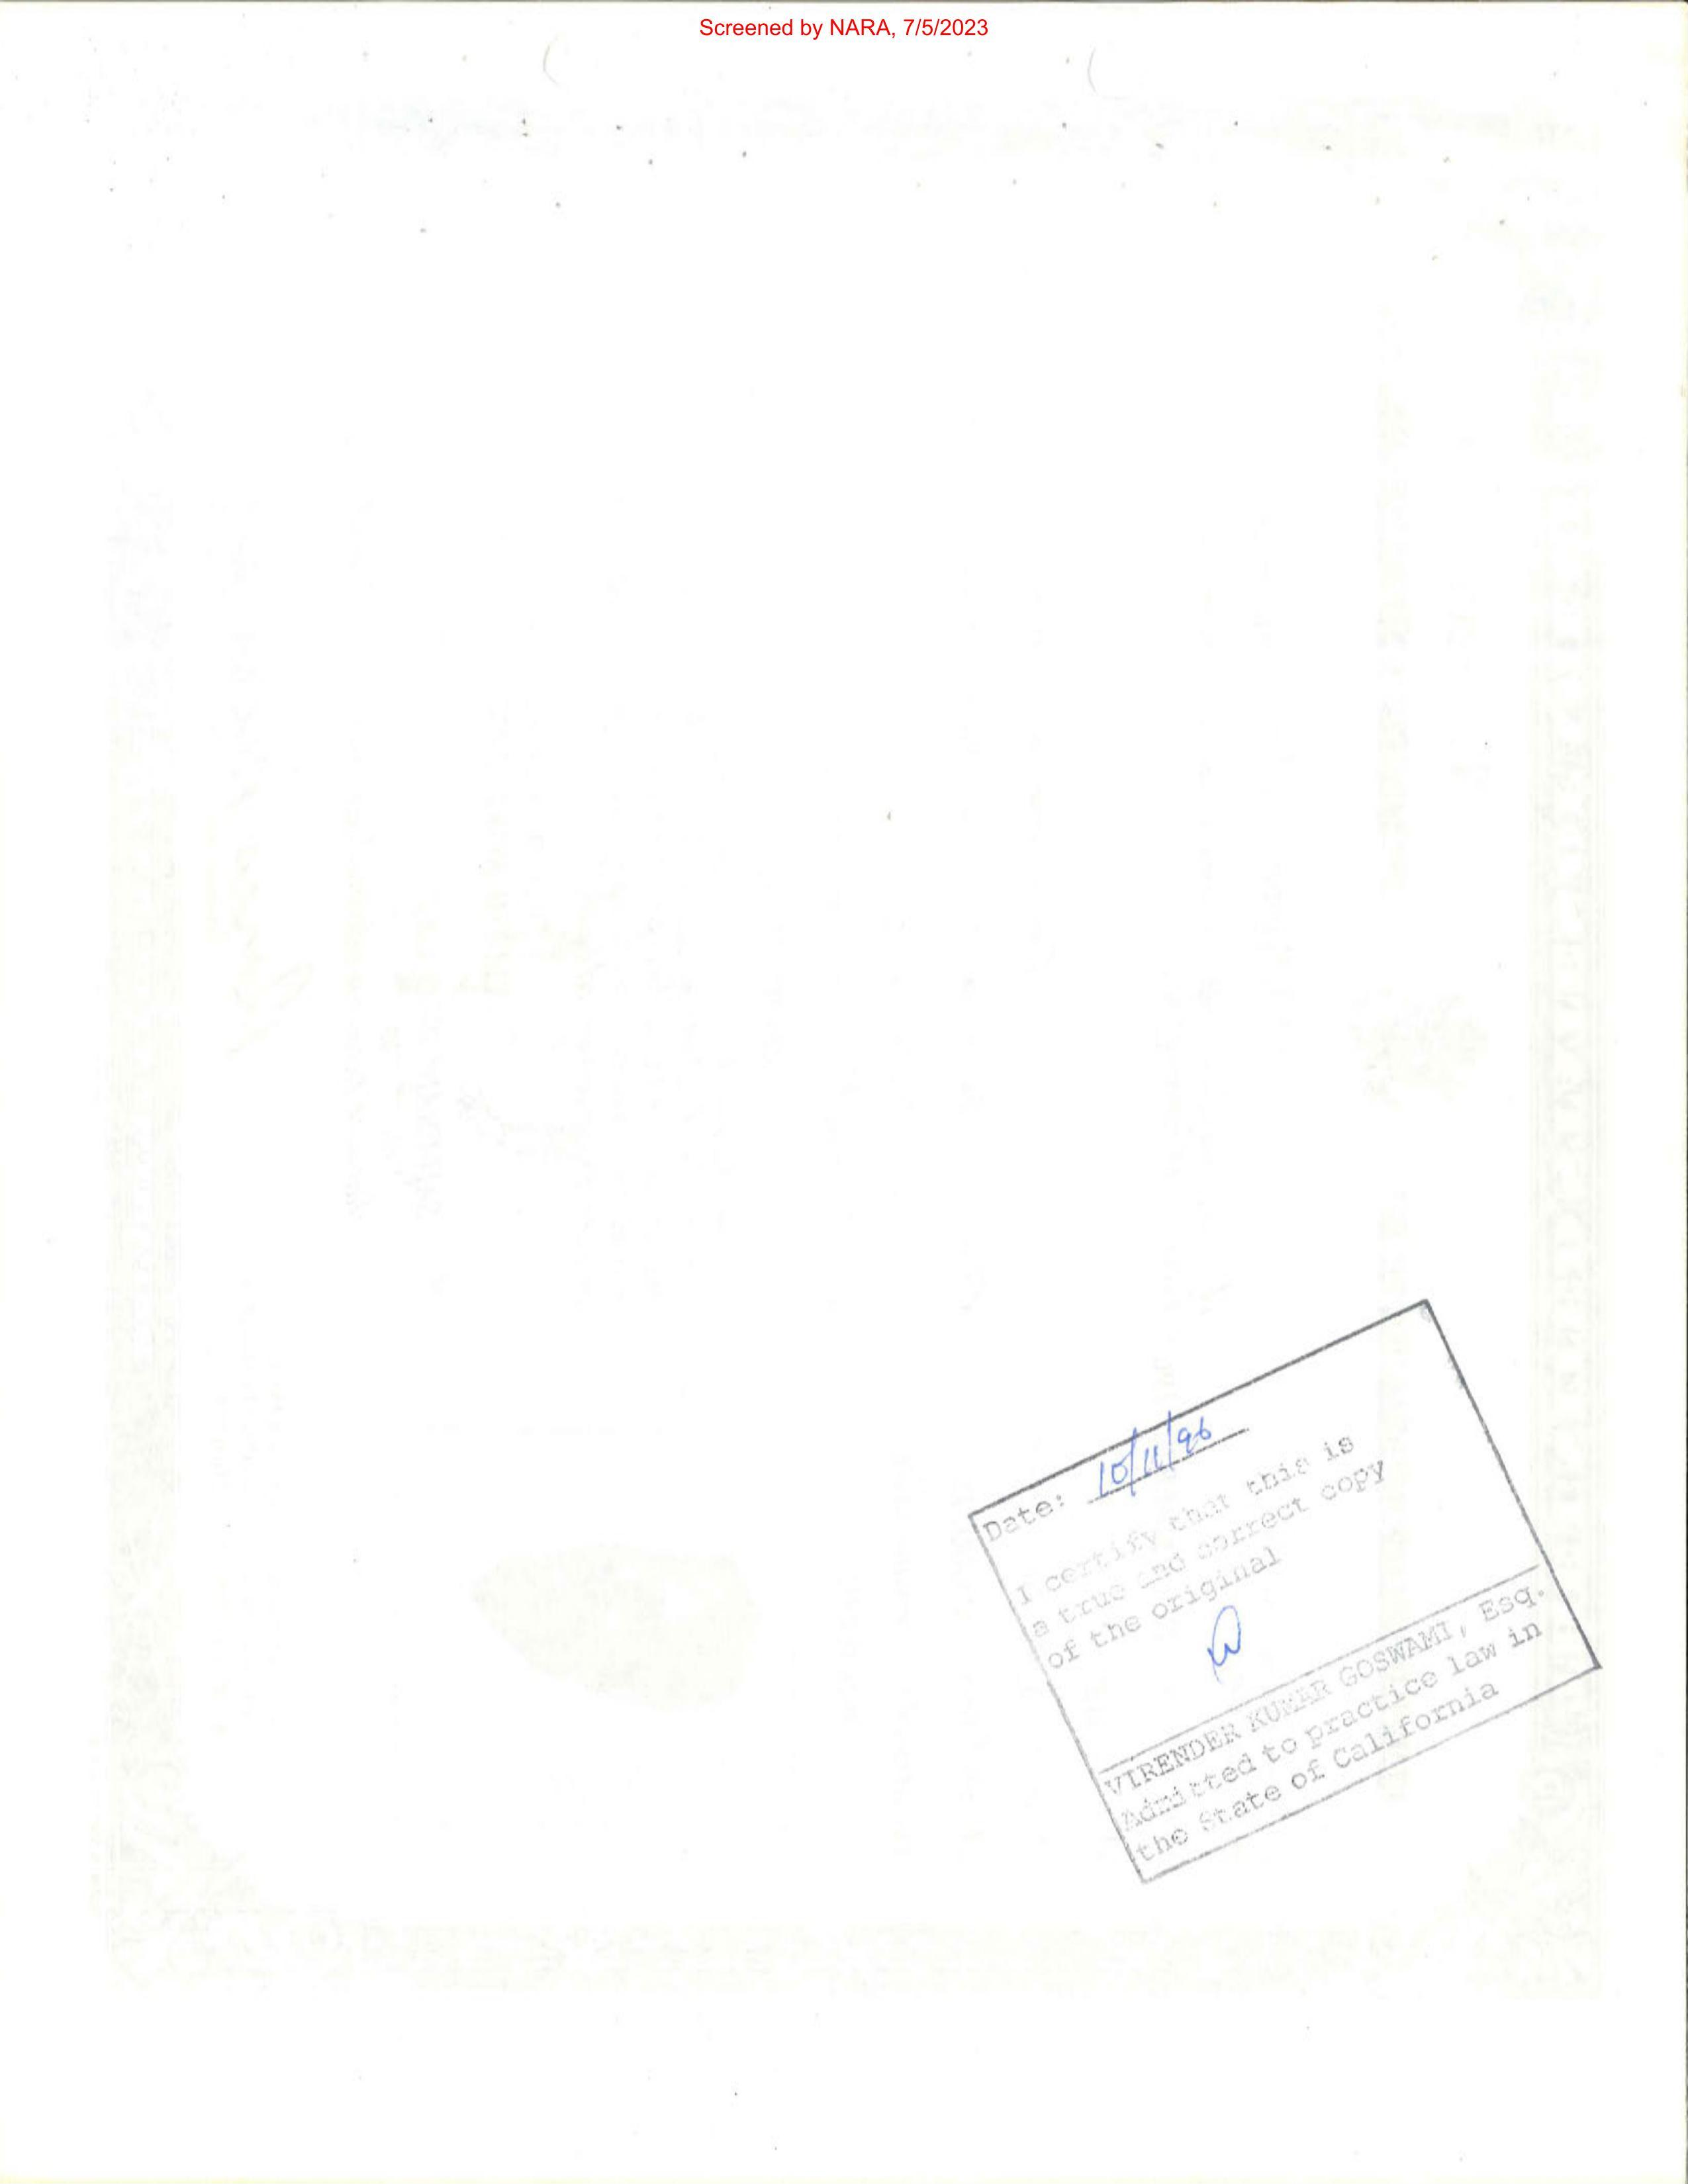 Screened by NARA, 7/5/2023
Date: 10/11/96
I certify that this is
a true and correct copy
of the original
VIRENDER KUMAR GOSWAMI, Esq.
Admitted to practice law in
the State of California